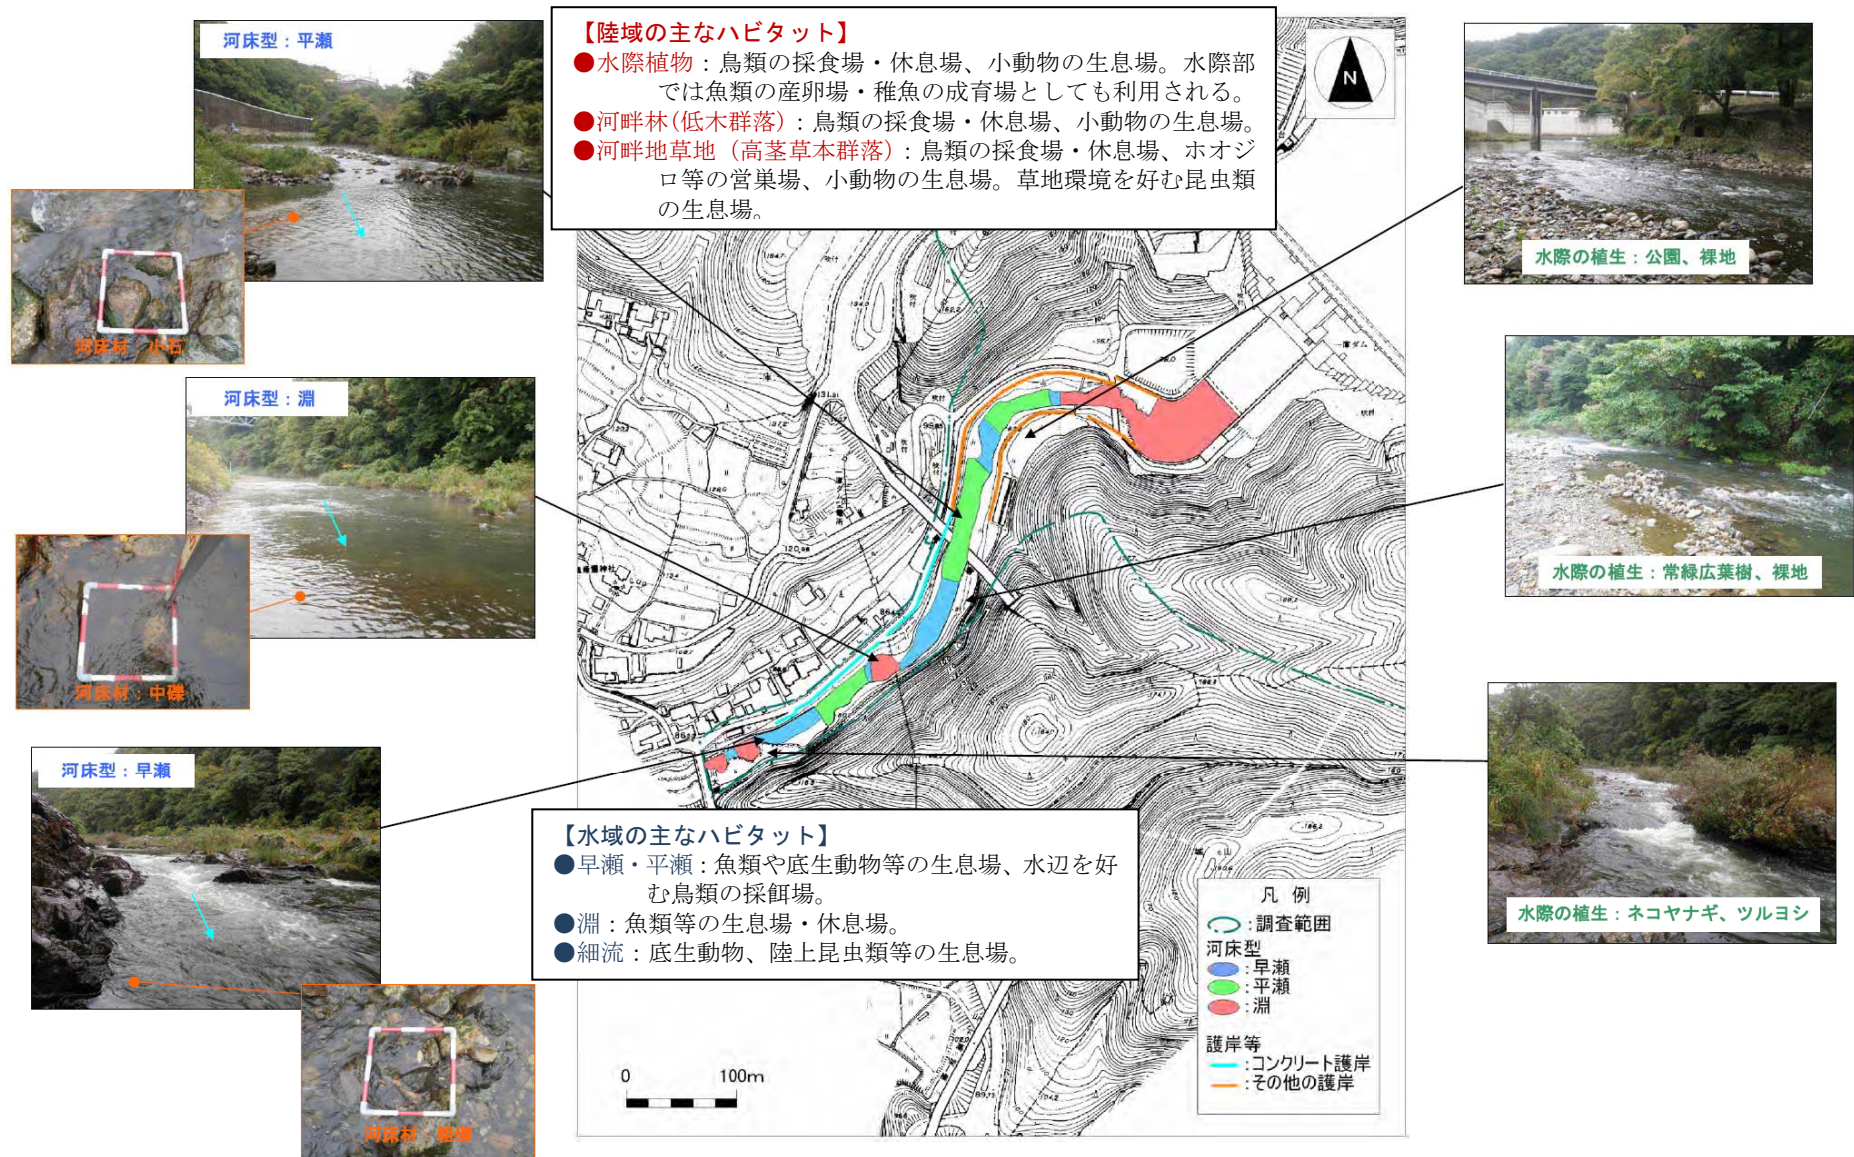 河床型：平瀬
河床材：小石
河床型：淵
河床材：中礫
河床型：早瀬
河床材：粗礫
【陸域の主なハビタット】
●水際植物：鳥類の採食場・休息場、小動物の生息場。水際部
では魚類の産卵場・稚魚の成育場としても利用される。
●河畔林（低木群落）：鳥類の採食場・休息場、小動物の生息場。
●河畔地草地（高茎草本群落）：鳥類の採食場・休息場、ホオジ
ロ等の営巣場、小動物の生息場。草地環境を好む昆虫類
の生息場。
N
一庫ダム
【水域の主なハビタット】
●早瀬・平瀬：魚類や底生動物等の生息場、水辺を好
む鳥類の採餌場。
●淵：魚類等の生息場・休息場。
●細流：底生動物、陸上昆虫類等の生息場。
0 100m
凡 例
：調査範囲
河床型
：早瀬
：平瀬
：淵
護岸等
：コンクリート護岸
：その他の護岸
水際の植生：公園、裸地
水際の植生：常緑広葉樹、裸地
水際の植生：ネコヤナギ、ツルヨシ